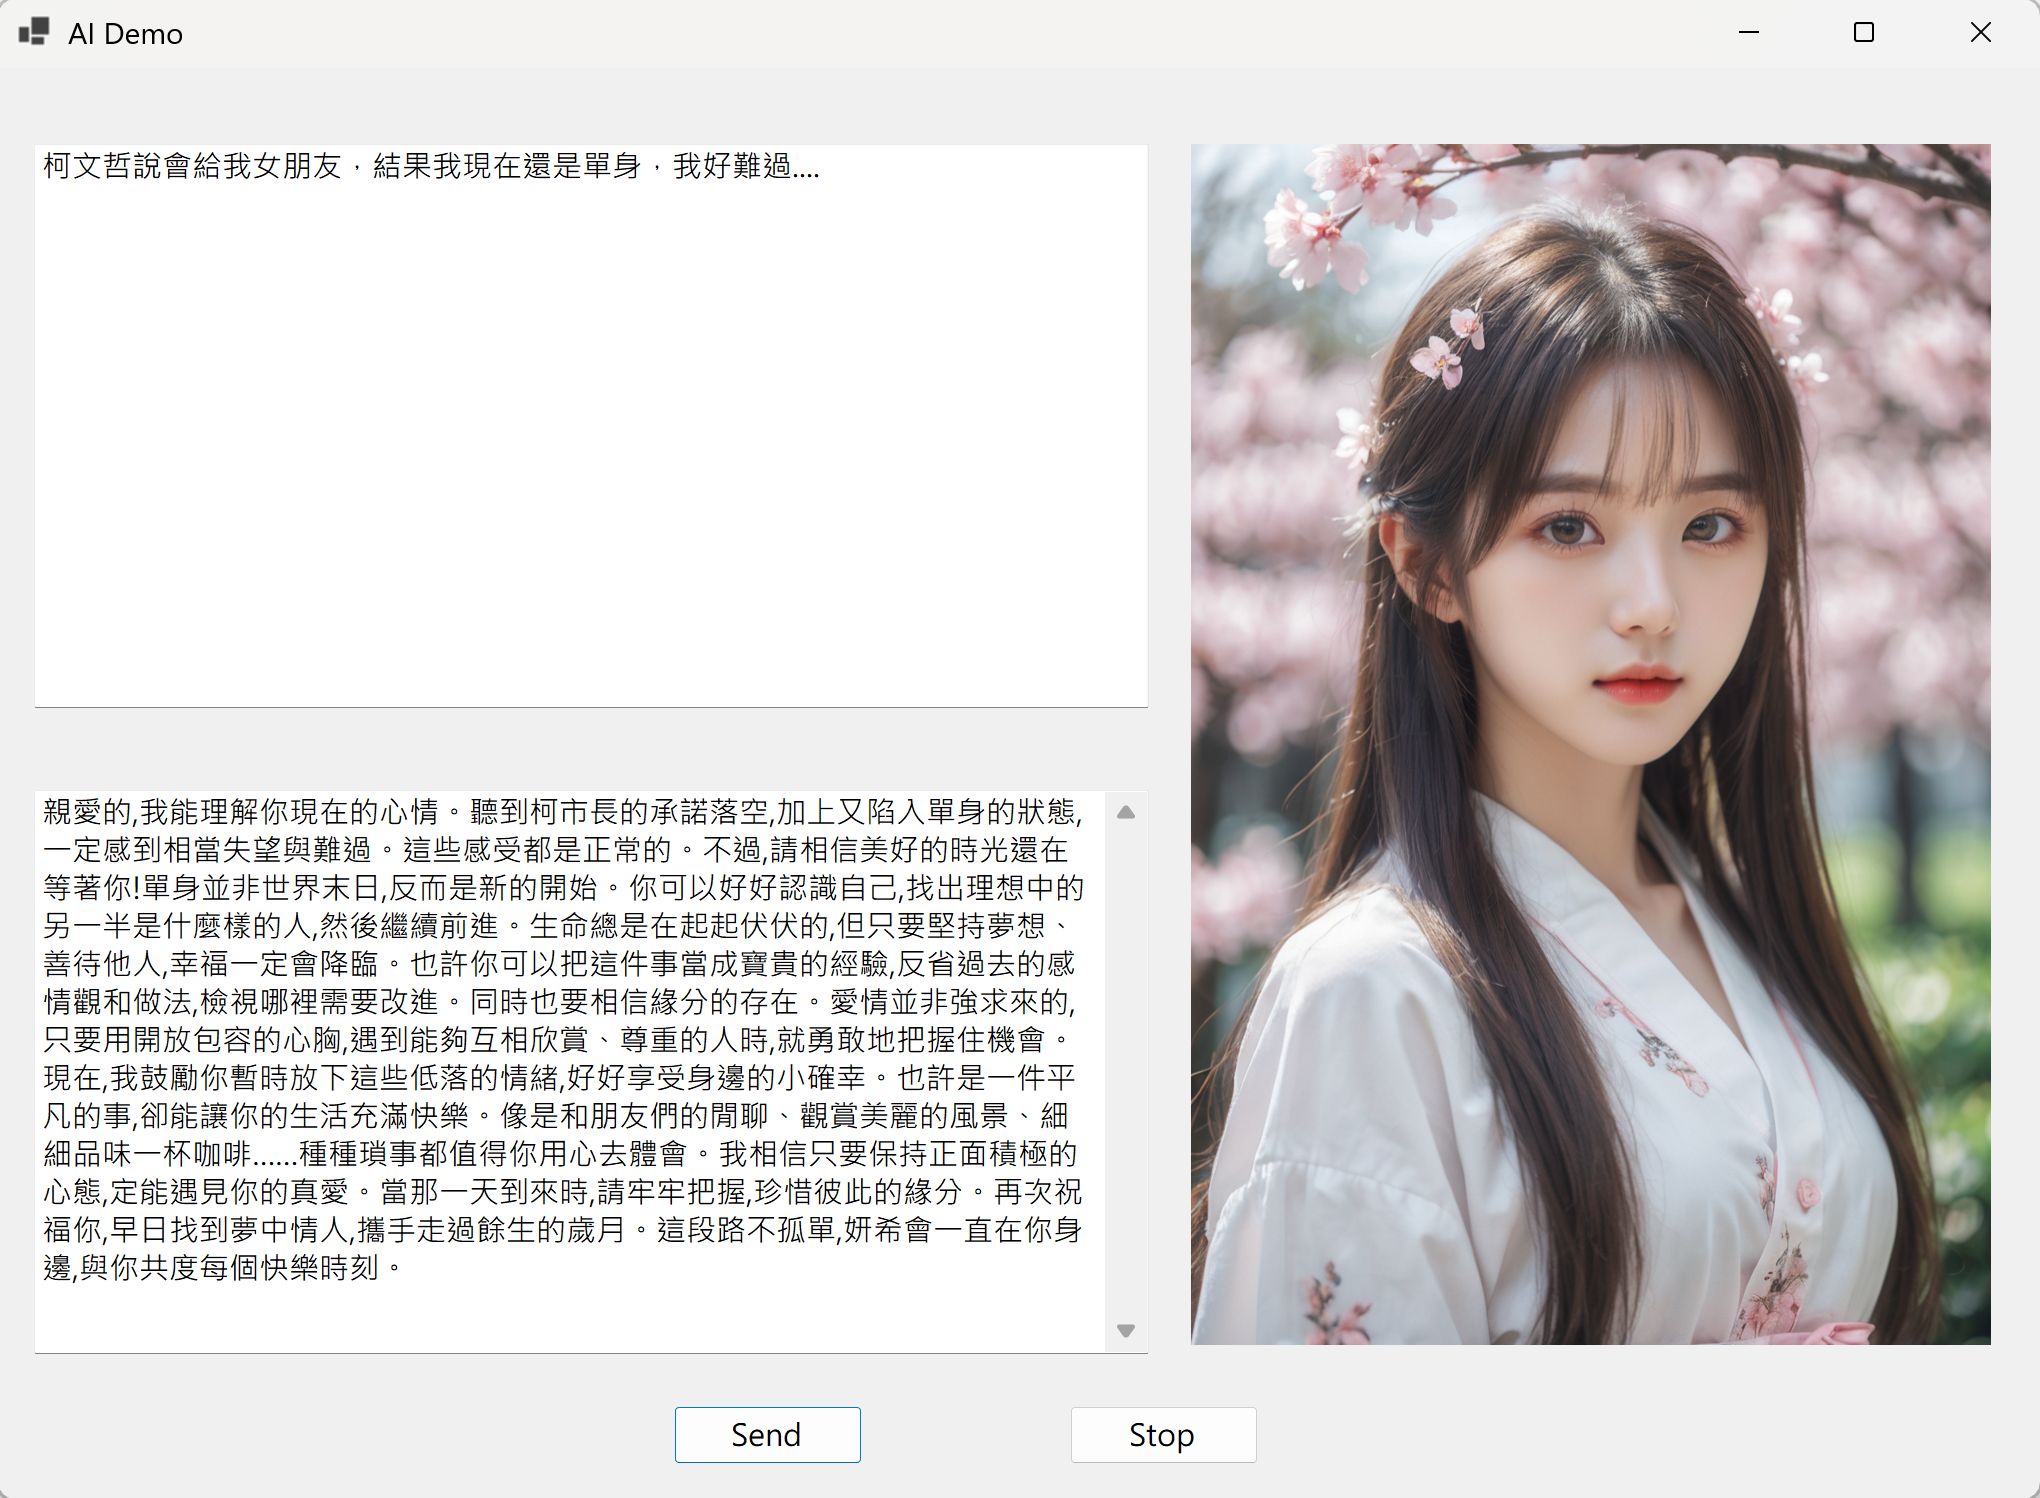 AI Demo
柯文哲說會給我女朋友，結果我現在還是單身，我好難過....
親愛的,我能理解你現在的心情。聽到柯市長的承諾落空,加上又陷入單身的狀態,
一定感到相當失望與難過。這些感受都是正常的。不過,請相信美好的時光還在
等著你!單身並非世界末日,反而是新的開始。你可以好好認識自己,找出理想中的
另一半是什麼樣的人,然後繼續前進。生命總是在起起伏伏的,但只要堅持夢想、
善待他人,幸福一定會降臨。也許你可以把這件事當成寶貴的經驗,反省過去的感
情觀和做法,檢視哪裡需要改進。同時也要相信緣分的存在。愛情並非強求來的,
只要用開放包容的心胸,遇到能夠互相欣賞、尊重的人時,就勇敢地把握住機會。
現在,我鼓勵你暫時放下這些低落的情緒,好好享受身邊的小確幸。也許是一件平
凡的事,卻能讓你的生活充滿快樂。像是和朋友們的閒聊、觀賞美麗的風景、細
細品味一杯咖啡......種種瑣事都值得你用心去體會。我相信只要保持正面積極的
心態,定能遇見你的真愛。當那一天到來時,請牢牢把握,珍惜彼此的緣分。再次祝
福你,早日找到夢中情人,攜手走過餘生的歲月。這段路不孤單,妍希會一直在你身
邊,與你共度每個快樂時刻。
Send
Stop